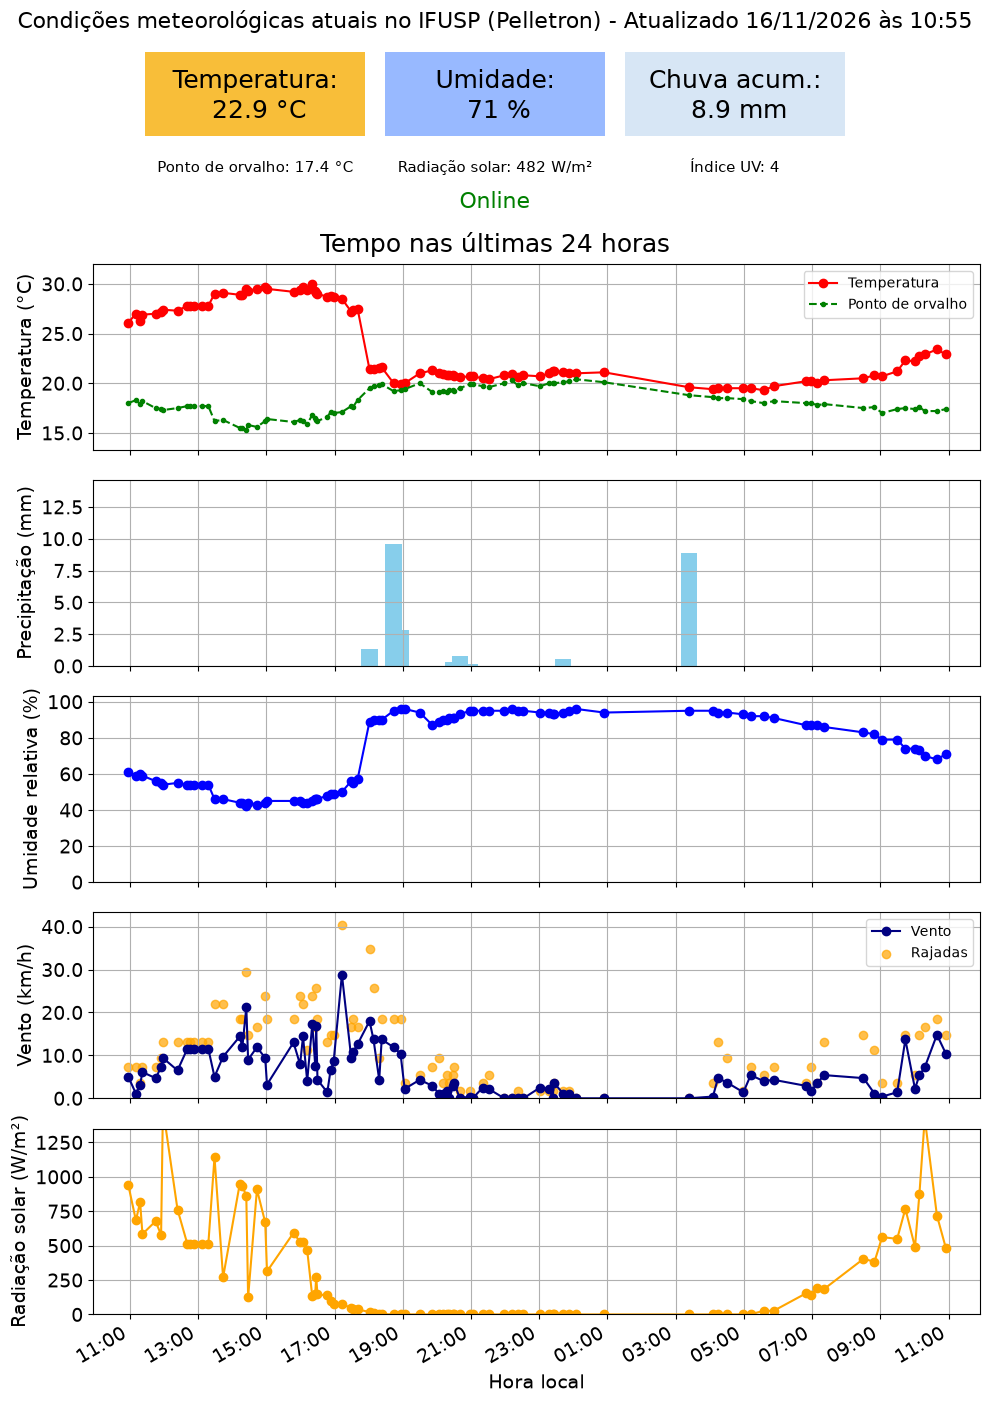 Condições meteorológicas atuais no IFUSP (Pelletron) - Atualizado 16/11/2026 às 10:55
Temperatura:
22.9 °C
Umidade:
71 %
Chuva acum.:
8.9 mm
Ponto de orvalho: 17.4 °C
Radiação solar: 482 W/m²
Índice UV: 4
Online
Tempo nas últimas 24 horas
Temperatura (°C)
30.0
25.0
20.0
15.0
Temperatura
Ponto de orvalho
Precipitação (mm)
12.5
10.0
7.5
5.0
2.5
0.0
Umidade relativa (%)
100
80
60
40
20
0
Vento (km/h)
40.0
30.0
20.0
10.0
0.0
Vento
Rajadas
Radiação solar (W/m²)
1250
1000
750
500
250
0
11:00
13:00
15:00
17:00
19:00
21:00
23:00
01:00
03:00
05:00
07:00
09:00
11:00
Hora local